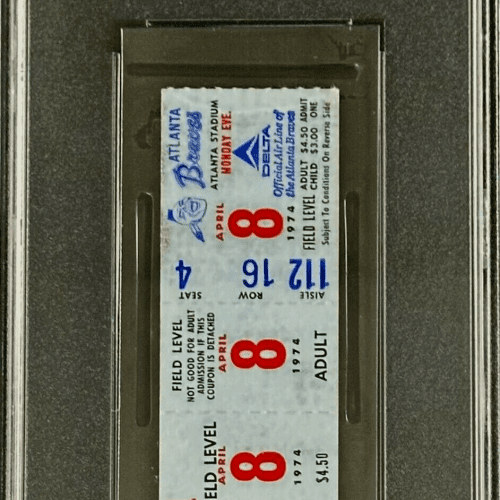 ATLANTA
Braves
ATLANTA STADIUM
MONDAY EVE.
DELTA
Official Air Line of
the Atlanta Braves
APRIL
8
1974
FIELD LEVEL ADULT $4.50 ADMIT
CHILD $3.00 ONE
Subject To Conditions On Reverse Side
112 16 4
AISLE ROW SEAT
FIELD LEVEL
NOT GOOD FOR ADULT
ADMISSION IF THIS
COUPON IS DETACHED
APRIL
8
1974
ADULT
ELD LEVEL
APRIL
8
1974
$4.50